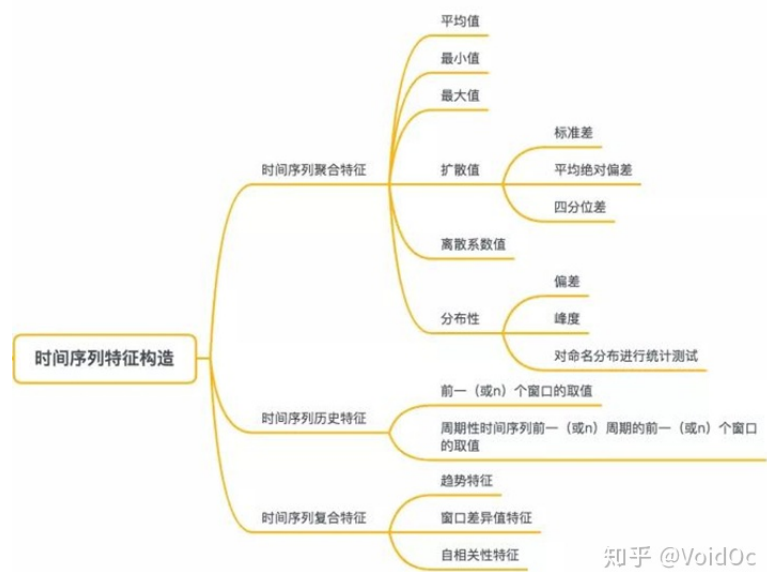 平均值
最小值
最大值
标准差
时间序列聚合特征
扩散值
平均绝对偏差
四分位差
离散系数值
偏差
分布性
峰度
对命名分布进行统计测试
时间序列特征构造
前一（或n）个窗口的取值
时间序列历史特征
周期性时间序列前一（或n）周期的前一（或n）个窗口
的取值
趋势特征
时间序列复合特征
窗口差异值特征
自相关性特征
知乎 @VoidOc